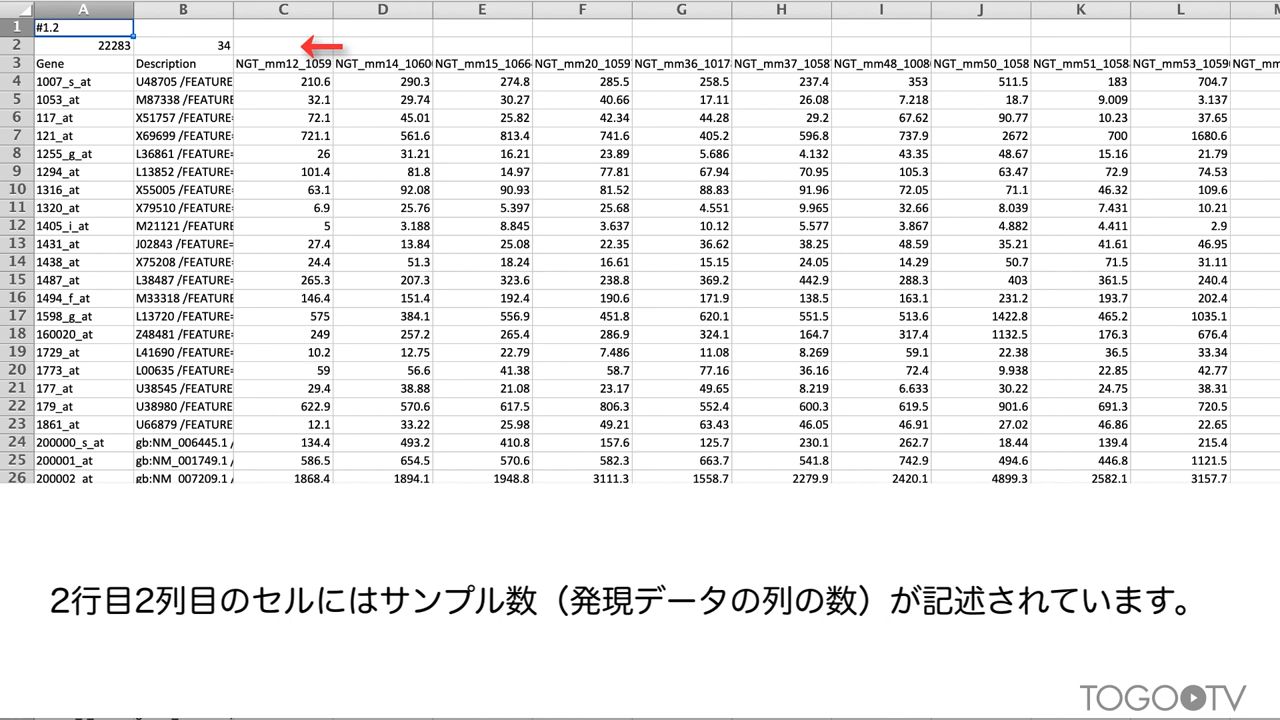 A B C D E F G H I J K L
1 #1.2
2 22283 34
3 Gene Description NGT_mm12_1059 NGT_mm14_1060 NGT_mm15_1066 NGT_mm20_1059 NGT_mm36_1017 NGT_mm37_1058 NGT_mm48_1008 NGT_mm50_1058 NGT_mm51_1058 NGT_mm53_1059
4 1007_s_at U48705 /FEATURE 210.6 290.3 274.8 285.5 258.5 237.4 353 511.5 183 704.7
5 1053_at M87338 /FEATURE 32.1 29.74 30.27 40.66 17.11 26.08 7.218 18.7 9.009 3.137
6 117_at X51757 /FEATURE= 72.1 45.01 25.82 42.34 44.28 29.2 67.62 90.77 10.23 37.65
7 121_at X69699 /FEATURE= 721.1 561.6 813.4 741.6 405.2 596.8 737.9 2672 700 1680.6
8 1255_g_at L36861 /FEATURE= 26 31.21 16.21 23.89 5.686 4.132 43.35 48.67 15.16 21.79
9 1294_at L13852 /FEATURE= 101.4 81.8 14.97 77.81 67.94 70.95 105.3 63.47 72.9 74.53
10 1316_at X55005 /FEATURE= 63.1 92.08 90.93 81.52 88.83 91.96 72.05 71.1 46.32 109.6
11 1320_at X79510 /FEATURE= 6.9 25.76 5.397 25.68 4.551 9.965 32.66 8.039 7.431 10.21
12 1405_i_at M21121 /FEATURE= 5 3.188 8.845 3.637 10.12 5.577 3.867 4.882 4.411 2.9
13 1431_at J02843 /FEATURE= 27.4 13.84 25.08 22.35 36.62 38.25 48.59 35.21 41.61 46.95
14 1438_at X75208 /FEATURE= 24.4 51.3 18.24 16.61 15.15 24.05 14.29 50.7 71.5 31.11
15 1487_at L38487 /FEATURE= 265.3 207.3 323.6 238.8 369.2 442.9 288.3 403 361.5 240.4
16 1494_f_at M33318 /FEATURE 146.4 151.4 192.4 190.6 171.9 138.5 163.1 231.2 193.7 202.4
17 1598_g_at L13720 /FEATURE= 575 384.1 556.9 451.8 620.1 551.5 513.6 1422.8 465.2 1035.1
18 160020_at Z48481 /FEATURE= 249 257.2 265.4 286.9 324.1 164.7 317.4 1132.5 176.3 676.4
19 1729_at L41690 /FEATURE= 10.2 12.75 22.79 7.486 11.08 8.269 59.1 22.38 36.5 33.34
20 1773_at L00635 /FEATURE= 59 56.6 41.38 58.7 77.16 36.16 72.4 9.938 22.85 42.77
21 177_at U38545 /FEATURE 29.4 38.88 21.08 23.17 49.65 8.219 6.633 30.22 24.75 38.31
22 179_at U38980 /FEATURE 622.9 570.6 617.5 806.3 552.4 600.3 619.5 901.6 691.3 720.5
23 1861_at U66879 /FEATURE 12.1 33.22 25.98 49.21 63.43 46.05 46.91 27.02 46.86 22.65
24 200000_s_at gb:NM_006445.1 / 134.4 493.2 410.8 157.6 125.7 230.1 262.7 18.44 139.4 215.4
25 200001_at gb:NM_001749.1 / 586.5 654.5 570.6 582.3 663.7 541.8 742.9 494.6 446.8 1121.5
26 200002_at gb:NM_007209.1 / 1868.4 1894.1 1948.8 3111.3 1558.7 2279.9 2420.1 4899.3 2582.1 3157.7
2行目2列目のセルにはサンプル数（発現データの列の数）が記述されています。
TOGO TV